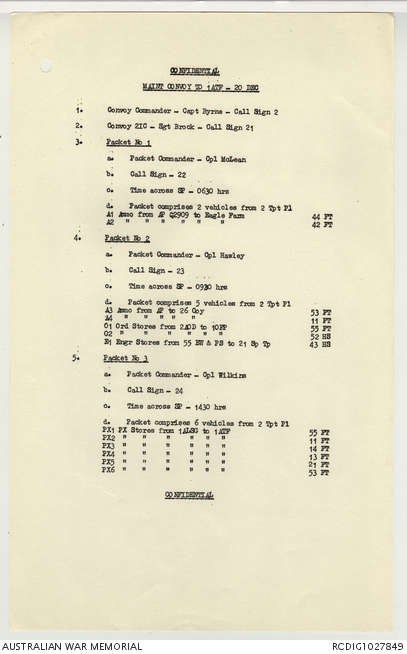 CONFIDENTIAL
MAINT CONVOY TO 1ATF - 20 DEC
1. Convoy Commander - Capt Byrne - Call Sign 2
2. Convoy 2IC - Sgt Brock - Call Sign 21
3. Packet No 1
a. Packet Commander - Cpl McLean
b. Call Sign - 22
c. Time across SP - 0630 hrs
d. Packet comprises 2 vehicles from 2 Tpt Pl
A1 Ammo from AP Q2909 to Eagle Farm 44 FT
A2 " " " " " " 42 FT
4. Packet No 2
a. Packet Commander - Cpl Hawley
b. Call Sign - 23
c. Time across SP - 0930 hrs
d. Packet comprises 5 vehicles from 2 Tpt Pl
A3 Ammo from AP to 26 Coy 53 FT
A4 " " " " " 11 FT
O1 Ord Stores from 2AOD to 1OFP 55 FT
O2 " " " " " 52 HS
E1 Engr Stores from 55 EW & PS to 21 Sp Tp 43 HS
5. Packet No 3
a. Packet Commander - Cpl Wilkins
b. Call Sign - 24
c. Time across SP - 1430 hrs
d. Packet comprises 6 vehicles from 2 Tpt Pl
PX1 PX Stores from 1ALSG to 1ATF 55 FT
PX2 " " " " " " 11 FT
PX3 " " " " " " 14 FT
PX4 " " " " " " 13 FT
PX5 " " " " " " 21 FT
PX6 " " " " " " 53 FT
CONFIDENTIAL
AUSTRALIAN WAR MEMORIAL RCDIG1027849